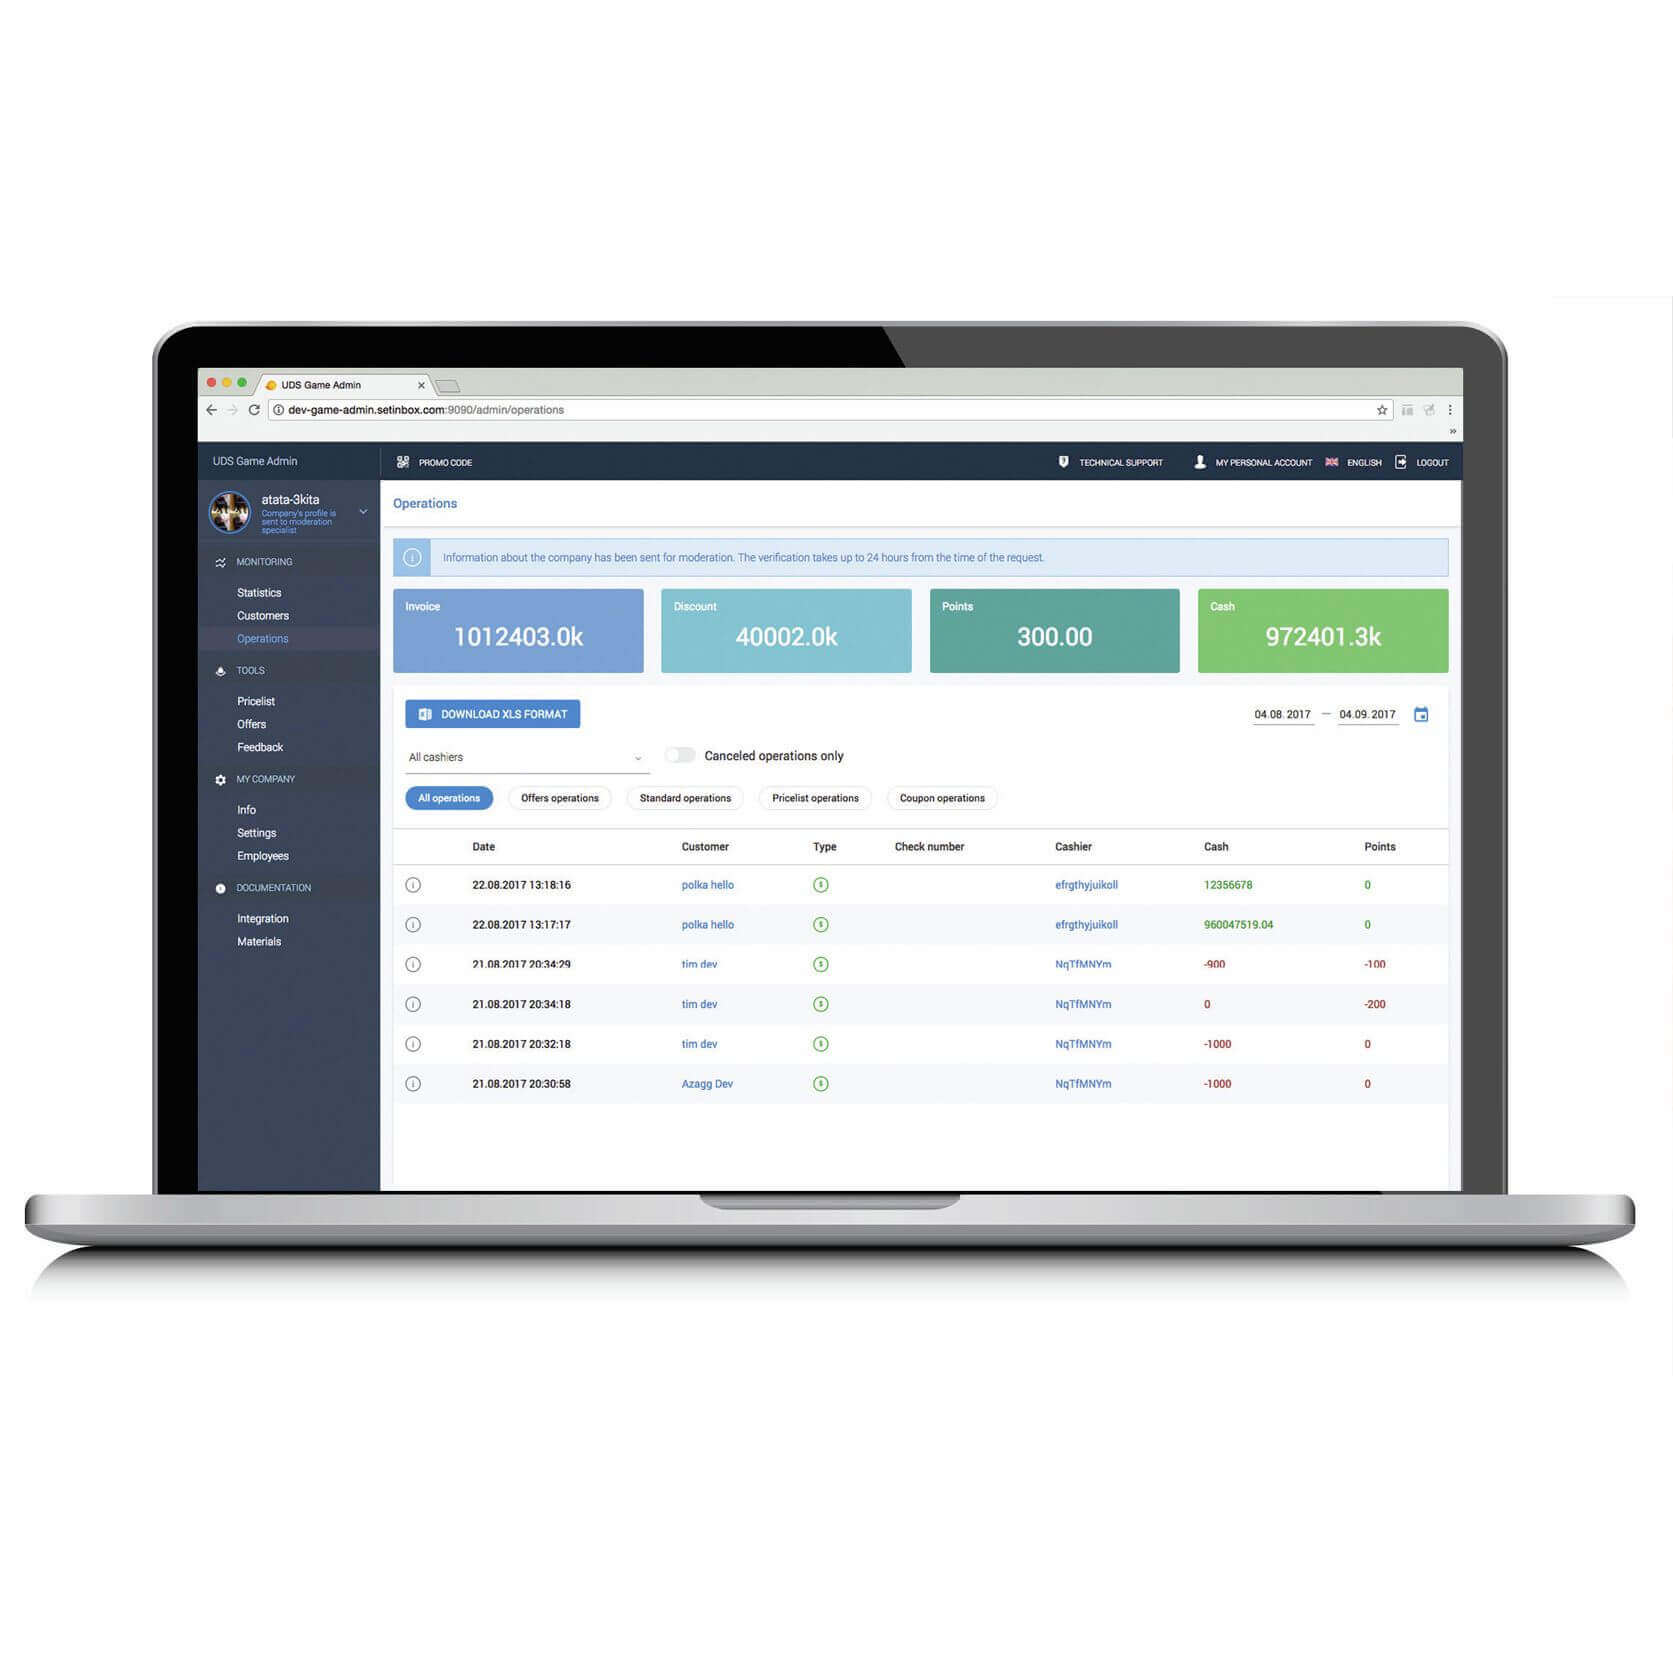 UDS Game Admin
dev-game-admin.setinbox.com:9090/admin/operations
UDS Game Admin
PROMO CODE
TECHNICAL SUPPORT
MY PERSONAL ACCOUNT
ENGLISH
LOGOUT
atata-3kita
Company's profile is
sent to moderation
specialist
MONITORING
Statistics
Customers
Operations
TOOLS
Pricelist
Offers
Feedback
MY COMPANY
Info
Settings
Employees
DOCUMENTATION
Integration
Materials
Operations
Information about the company has been sent for moderation. The verification takes up to 24 hours from the time of the request.
Invoice
1012403.0k
Discount
40002.0k
Points
300.00
Cash
972401.3k
DOWNLOAD XLS FORMAT
04.08.2017 — 04.09.2017
All cashiers
Canceled operations only
All operations
Offers operations
Standard operations
Pricelist operations
Coupon operations
Date Customer Type Check number Cashier Cash Points
22.08.2017 13:18:16 polka hello efrgthyjuikoll 12356678 0
22.08.2017 13:17:17 polka hello efrgthyjuikoll 960047519.04 0
21.08.2017 20:34:29 tim dev NqTfMNYm -900 -100
21.08.2017 20:34:18 tim dev NqTfMNYm 0 -200
21.08.2017 20:32:18 tim dev NqTfMNYm -1000 0
21.08.2017 20:30:58 Azagg Dev NqTfMNYm -1000 0